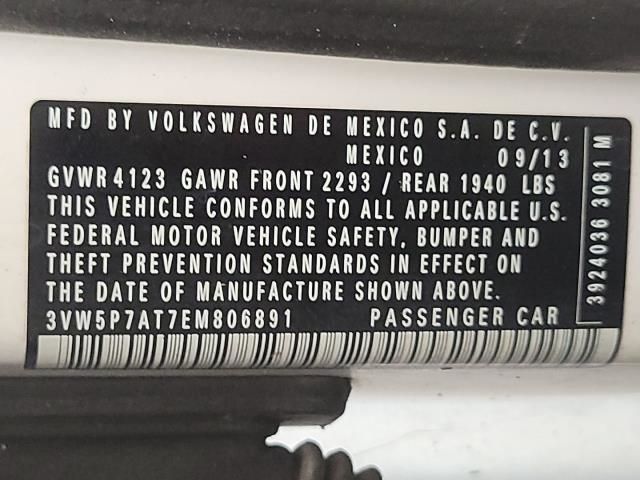 MFD BY VOLKSWAGEN DE MEXICO S.A. DE C.V.
MEXICO 09/13
GVWR 4123 GAWR FRONT 2293 / REAR 1940 LBS
THIS VEHICLE CONFORMS TO ALL APPLICABLE U.S.
FEDERAL MOTOR VEHICLE SAFETY, BUMPER AND
THEFT PREVENTION STANDARDS IN EFFECT ON
THE DATE OF MANUFACTURE SHOWN ABOVE.
3VW5P7AT7EM806891 PASSENGER CAR
3924036 3081 M